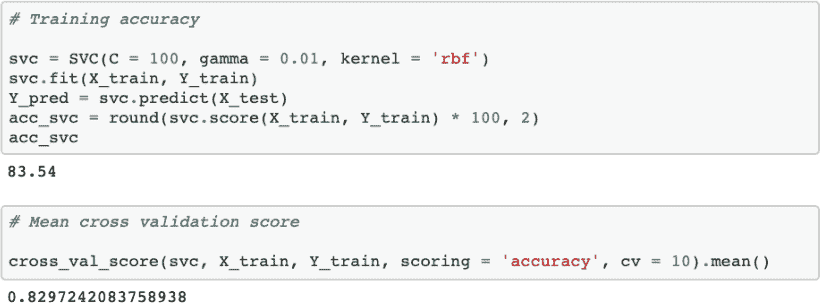 # Training accuracy
svc = SVC(C = 100, gamma = 0.01, kernel = 'rbf')
svc.fit(X_train, Y_train)
Y_pred = svc.predict(X_test)
acc_svc = round(svc.score(X_train, Y_train) * 100, 2)
acc_svc
83.54
# Mean cross validation score
cross_val_score(svc, X_train, Y_train, scoring = 'accuracy', cv = 10).mean()
0.8297242083758938